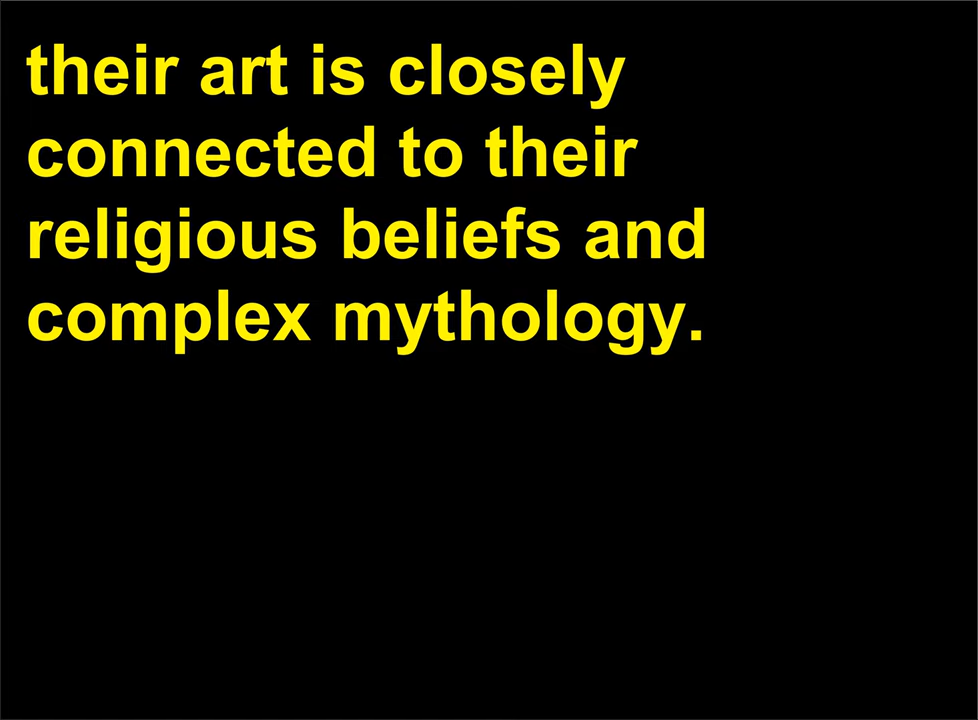 their art is closely
connected to their
religious beliefs and
complex mythology.